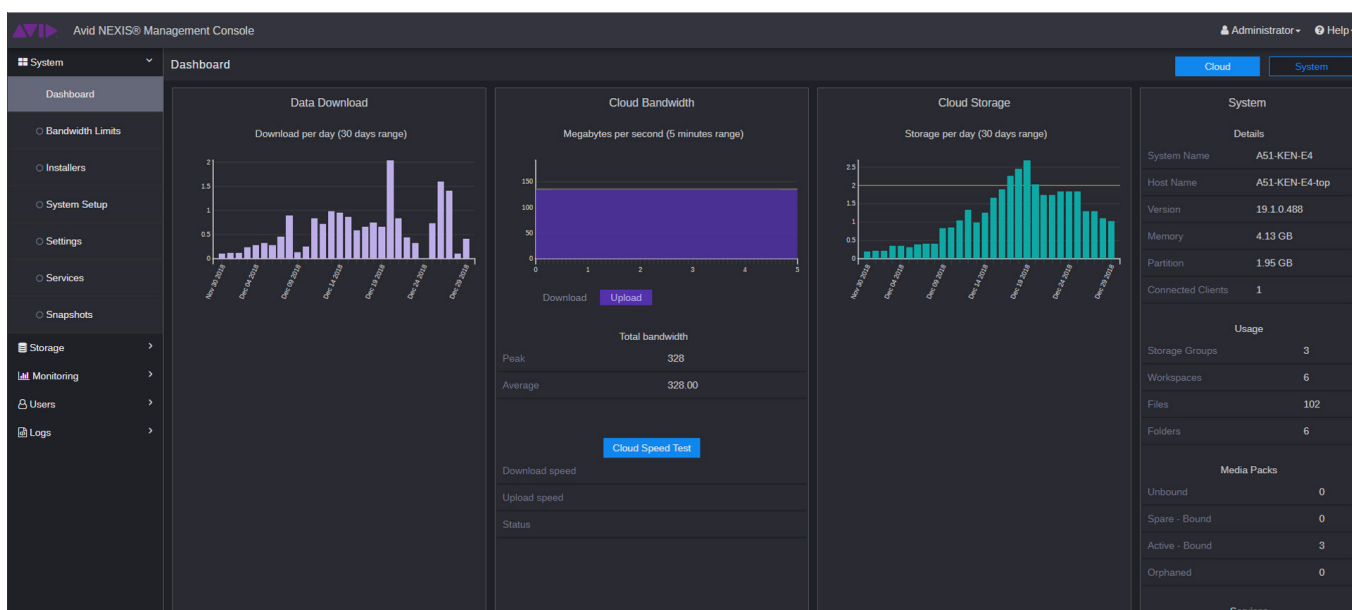 AVID Avid NEXIS® Management Console
Administrator
Help
System
Dashboard
Bandwidth Limits
Installers
System Setup
Settings
Services
Snapshots
Storage
Monitoring
Users
Logs
Dashboard
Cloud
System
Data Download
Download per day (30 days range)
2
1.5
1
0.5
0
Nov 30 2018
Dec 04 2018
Dec 09 2018
Dec 14 2018
Dec 19 2018
Dec 24 2018
Dec 29 2018
Cloud Bandwidth
Megabytes per second (5 minutes range)
150
100
50
0
0 1 2 3 4 5
Download Upload
Total bandwidth
Peak 328
Average 328.00
Cloud Speed Test
Download speed
Upload speed
Status
Cloud Storage
Storage per day (30 days range)
2.5
2
1.5
1
0.5
0
Nov 30 2018
Dec 04 2018
Dec 09 2018
Dec 14 2018
Dec 19 2018
Dec 24 2018
Dec 29 2018
System
Details
System Name A51-KEN-E4
Host Name A51-KEN-E4-top
Version 19.1.0.488
Memory 4.13 GB
Partition 1.95 GB
Connected Clients 1
Usage
Storage Groups 3
Workspaces 6
Files 102
Folders 6
Media Packs
Unbound 0
Spare - Bound 0
Active - Bound 3
Orphaned 0